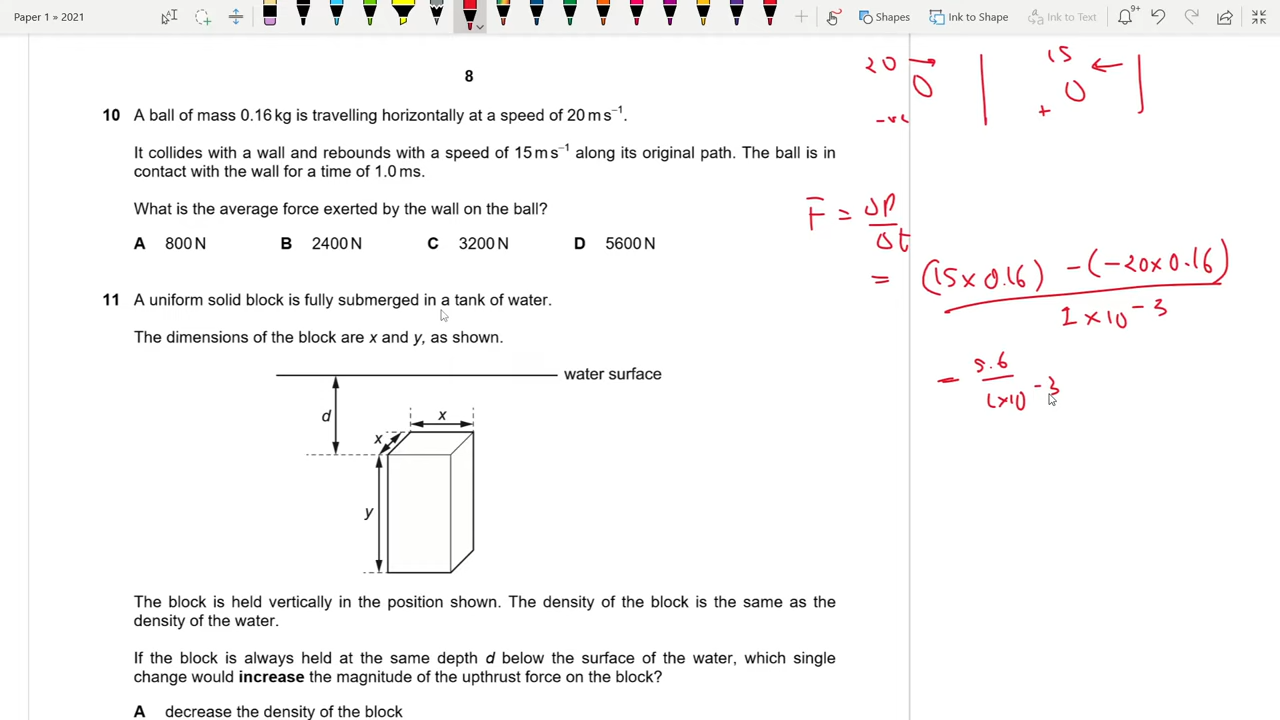 Paper 1 » 2021
Shapes
Ink to Shape
Ink to Text
9+
8
10 A ball of mass 0.16 kg is travelling horizontally at a speed of 20 m s⁻¹.
It collides with a wall and rebounds with a speed of 15 m s⁻¹ along its original path. The ball is in
contact with the wall for a time of 1.0 ms.
What is the average force exerted by the wall on the ball?
A 800 N B 2400 N C 3200 N D 5600 N
11 A uniform solid block is fully submerged in a tank of water.
The dimensions of the block are x and y, as shown.
water surface
d
x
x
y
The block is held vertically in the position shown. The density of the block is the same as the
density of the water.
If the block is always held at the same depth d below the surface of the water, which single
change would increase the magnitude of the upthrust force on the block?
A decrease the density of the block
20 →
15 ←
-ve
+
F̄ = ΔP / Δt
= (15 × 0.16) - (-20 × 0.16)
1 × 10⁻³
= 5.6
1 × 10⁻³